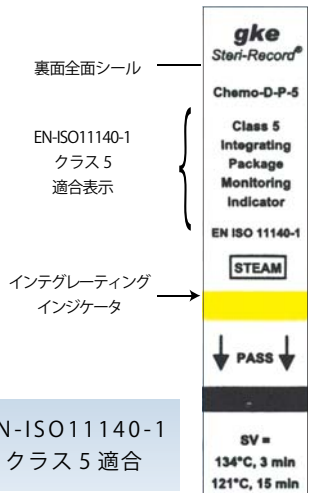 裏面全面シール
EN-ISO11140-1
クラス 5
適合表示
インテグレーティング
インジケータ
N-ISO11140-1
クラス 5 適合
gke
Steri-Record®
Chemo-D-P-5
Class 5
Integrating
Package
Monitoring
Indicator
EN ISO 11140-1
STEAM
PASS
SV =
134°C, 3 min
121°C, 15 min